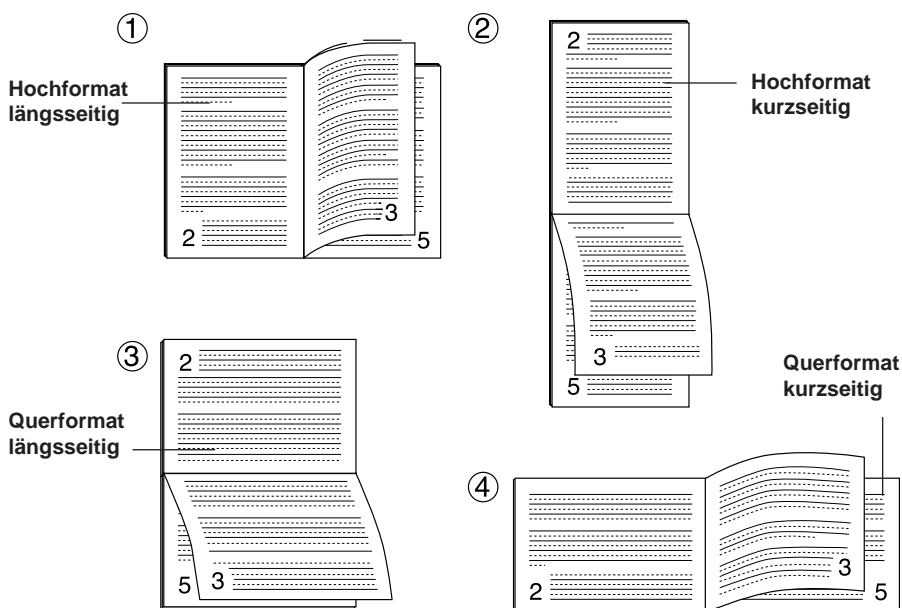 ①
Hochformat
längsseitig
2
3
5
②
2
Hochformat
kurzseitig
3
5
③
2
Querformat
längsseitig
5 3
Querformat
kurzseitig
④
2
3
5